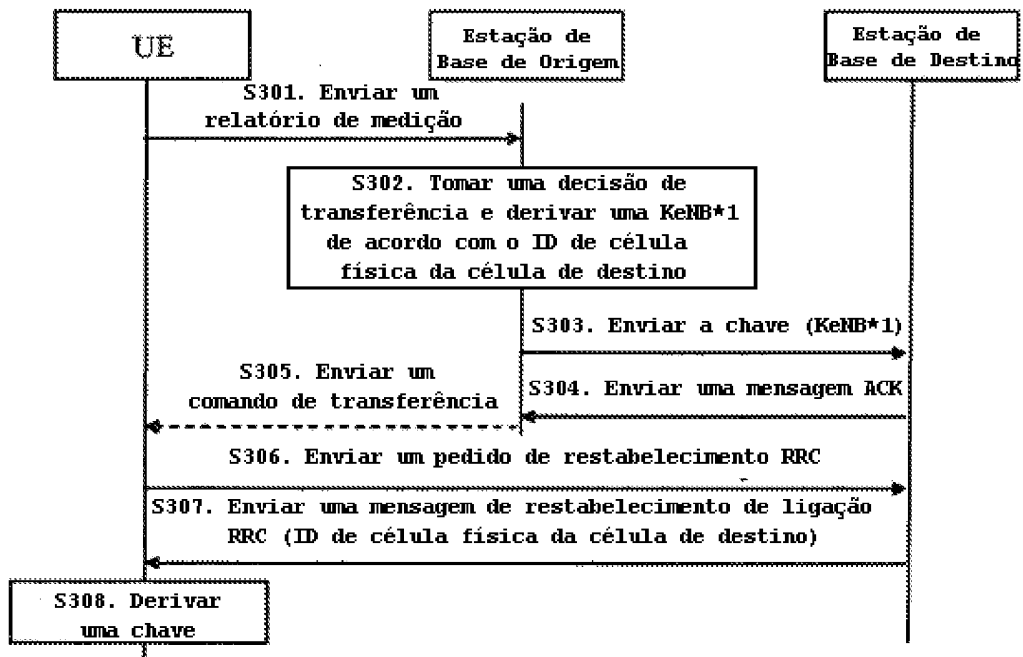 UE
Estação de
Base de Origem
Estação de
Base de Destino
S301. Enviar um
relatório de medição
S302. Tomar uma decisão de
transferência e derivar uma KeNB*1
de acordo com o ID de célula
física da célula de destino
S303. Enviar a chave (KeNB*1)
S304. Enviar uma mensagem ACK
S305. Enviar um
comando de transferência
S306. Enviar um pedido de restabelecimento RRC
S307. Enviar uma mensagem de restabelecimento de ligação
RRC (ID de célula física da célula de destino)
S308. Derivar
uma chave